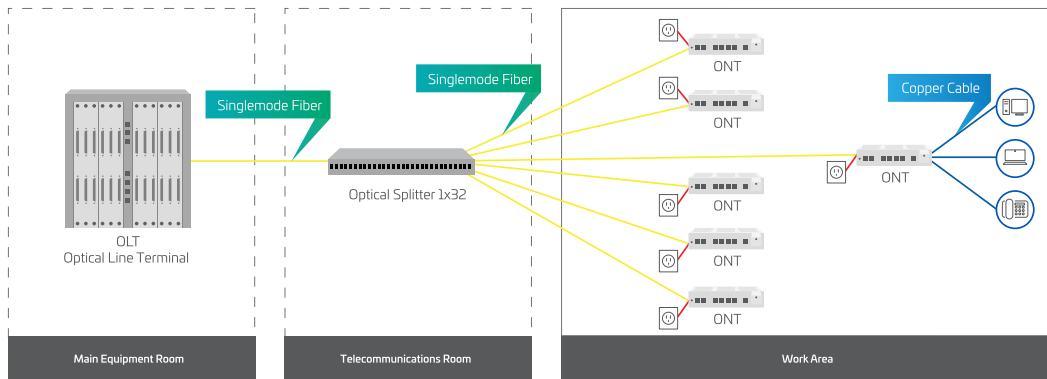 Singlemode Fiber
OLT
Optical Line Terminal
Main Equipment Room
Singlemode Fiber
Optical Splitter 1x32
Telecommunications Room
ONT
ONT
Copper Cable
ONT
ONT
ONT
ONT
Work Area